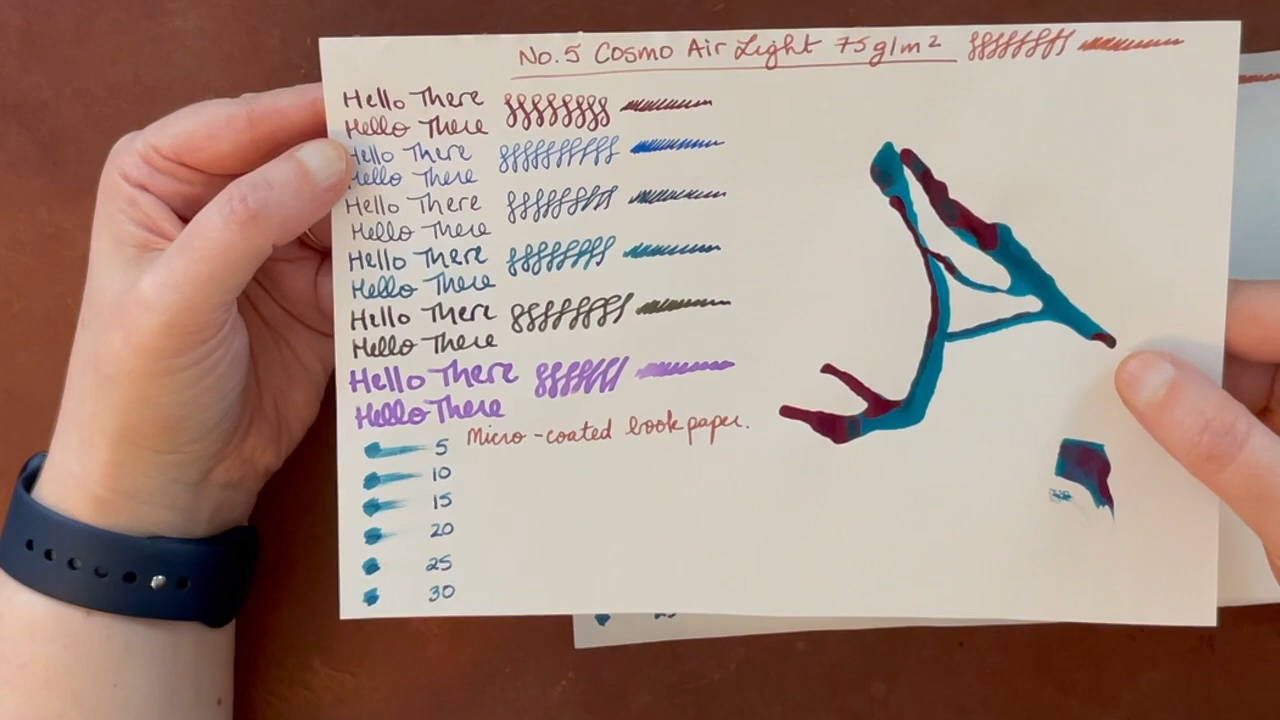 No.5 Cosmo Air Light 75g/m²
Hello There
Hello There
Hello There
Hello There
Hello There
Hello There
Hello There
Hello There
Hello There
Hello There
Hello There
Hello There
5
Micro-coated book paper.
10
15
20
25
30